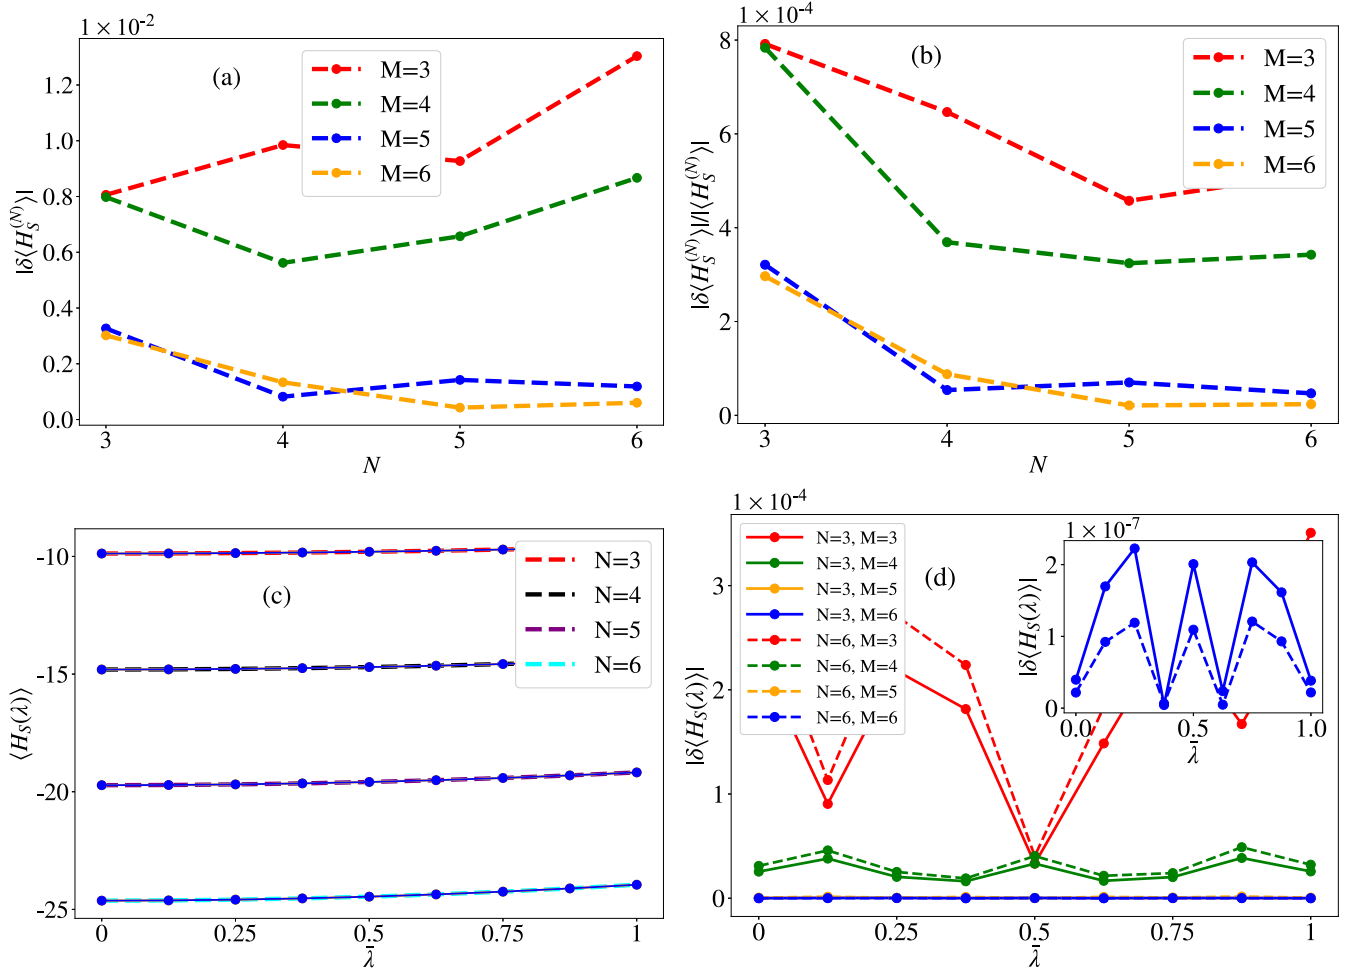 1 × 10⁻²
(a)
M=3
M=4
M=5
M=6
|δ⟨H_S^{(N)}⟩|
1.2
1.0
0.8
0.6
0.4
0.2
0.0
3 4 5 6
N
1 × 10⁻⁴
(b)
M=3
M=4
M=5
M=6
|δ⟨H_S^{(N)}⟩|/|⟨H_S^{(N)}⟩|
8
6
4
2
0
3 4 5 6
N
(c)
N=3
N=4
N=5
N=6
⟨H_S(λ)⟩
-10
-15
-20
-25
0 0.25 0.5 0.75 1
λ̄
1 × 10⁻⁴
(d)
N=3, M=3
N=3, M=4
N=3, M=5
N=3, M=6
N=6, M=3
N=6, M=4
N=6, M=5
N=6, M=6
|δ⟨H_S(λ)⟩|
3
2
1
0
0 0.25 0.5 0.75 1
λ̄
1 × 10⁻⁷
|δ⟨H_S(λ)⟩|
2
1
0
0.0 0.5 1.0
λ̄